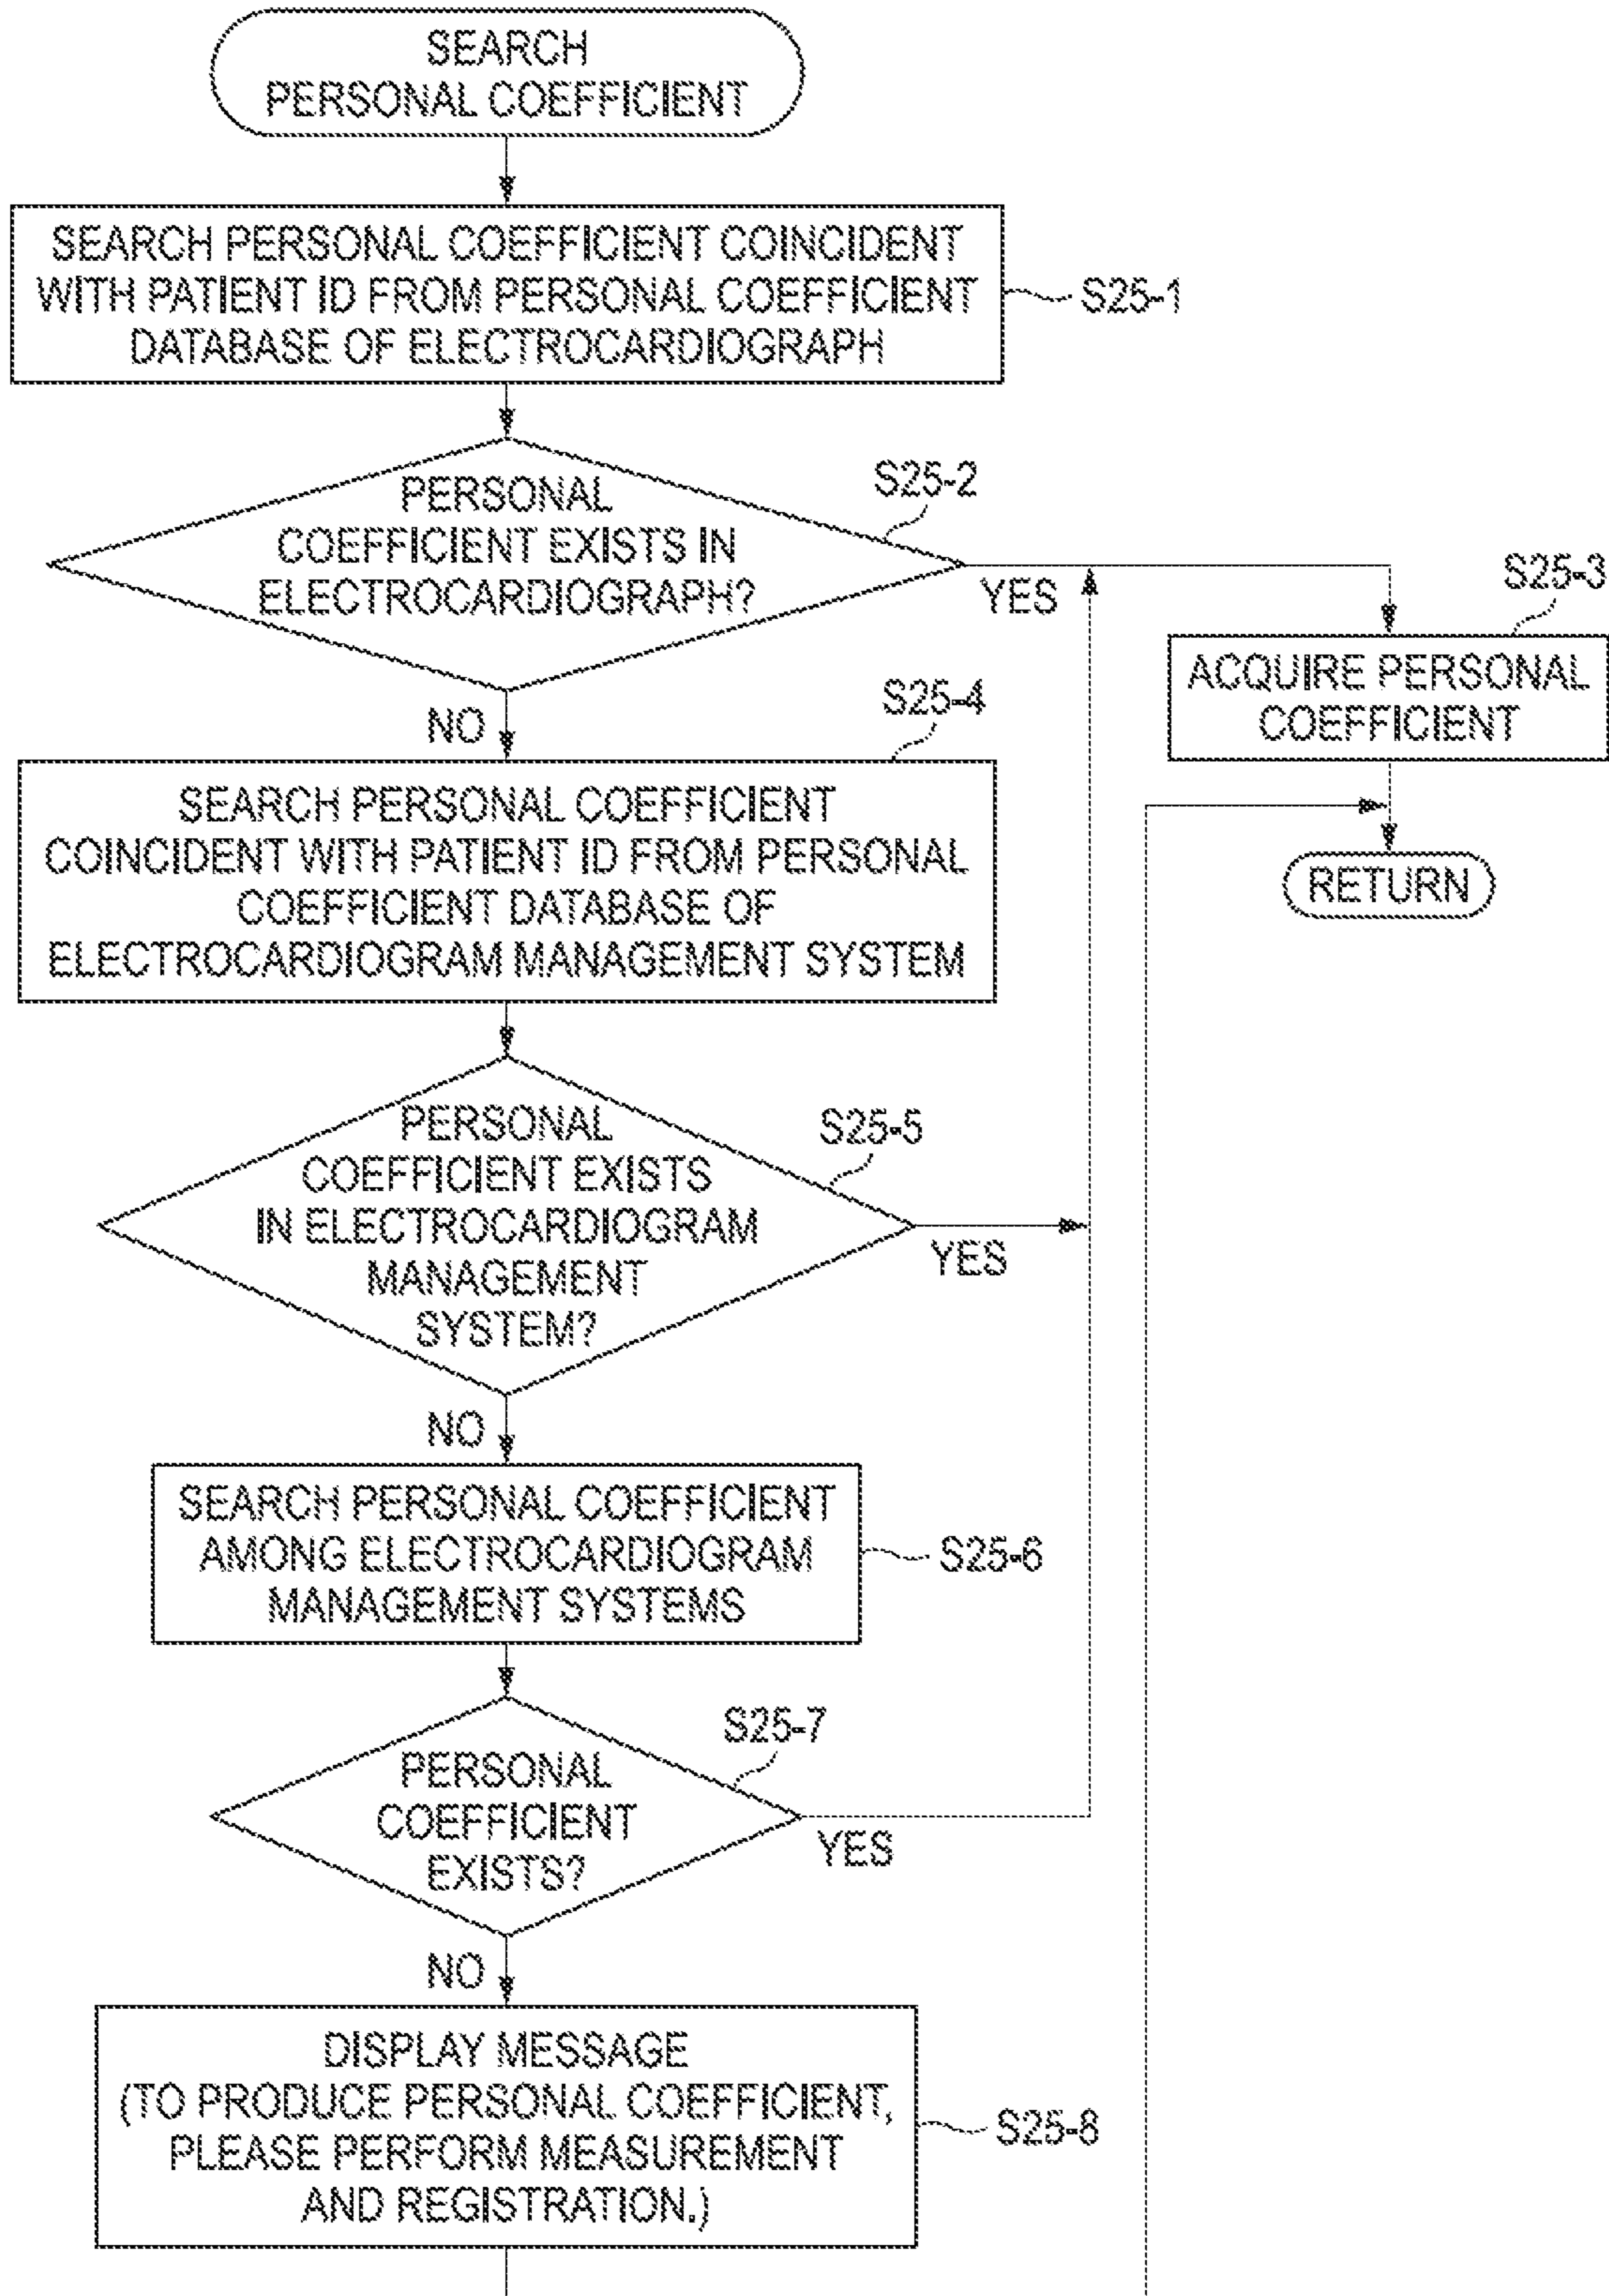 SEARCH
PERSONAL COEFFICIENT
SEARCH PERSONAL COEFFICIENT COINCIDENT
WITH PATIENT ID FROM PERSONAL COEFFICIENT
DATABASE OF ELECTROCARDIOGRAPH
S25-1
PERSONAL
COEFFICIENT EXISTS IN
ELECTROCARDIOGRAPH?
S25-2
YES
NO
S25-3
ACQUIRE PERSONAL
COEFFICIENT
RETURN
S25-4
SEARCH PERSONAL COEFFICIENT
COINCIDENT WITH PATIENT ID FROM PERSONAL
COEFFICIENT DATABASE OF
ELECTROCARDIOGRAM MANAGEMENT SYSTEM
PERSONAL
COEFFICIENT EXISTS
IN ELECTROCARDIOGRAM
MANAGEMENT
SYSTEM?
S25-5
YES
NO
SEARCH PERSONAL COEFFICIENT
AMONG ELECTROCARDIOGRAM
MANAGEMENT SYSTEMS
S25-6
PERSONAL
COEFFICIENT
EXISTS?
S25-7
YES
NO
DISPLAY MESSAGE
(TO PRODUCE PERSONAL COEFFICIENT,
PLEASE PERFORM MEASUREMENT
AND REGISTRATION.)
S25-8